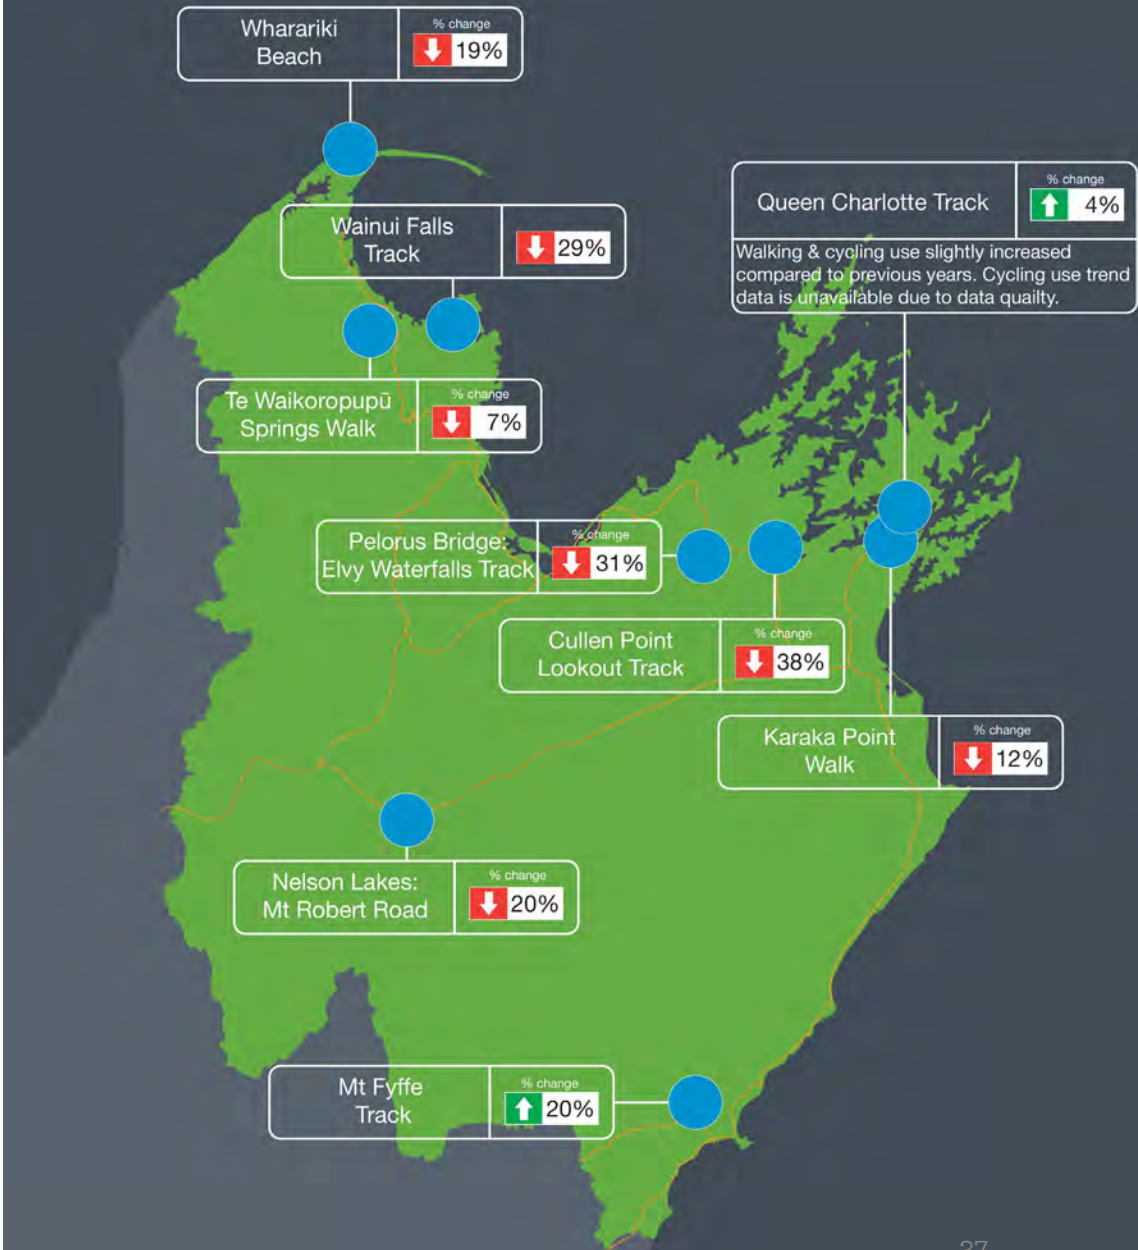 Wharariki
Beach
% change
19%
Wainui Falls
Track
29%
Queen Charlotte Track
% change
4%
Walking & cycling use slightly increased
compared to previous years. Cycling use trend
data is unavailable due to data quailty.
Te Waikoropupū
Springs Walk
% change
7%
Pelorus Bridge:
Elvy Waterfalls Track
% change
31%
Cullen Point
Lookout Track
% change
38%
Karaka Point
Walk
% change
12%
Nelson Lakes:
Mt Robert Road
% change
20%
Mt Fyffe
Track
% change
20%